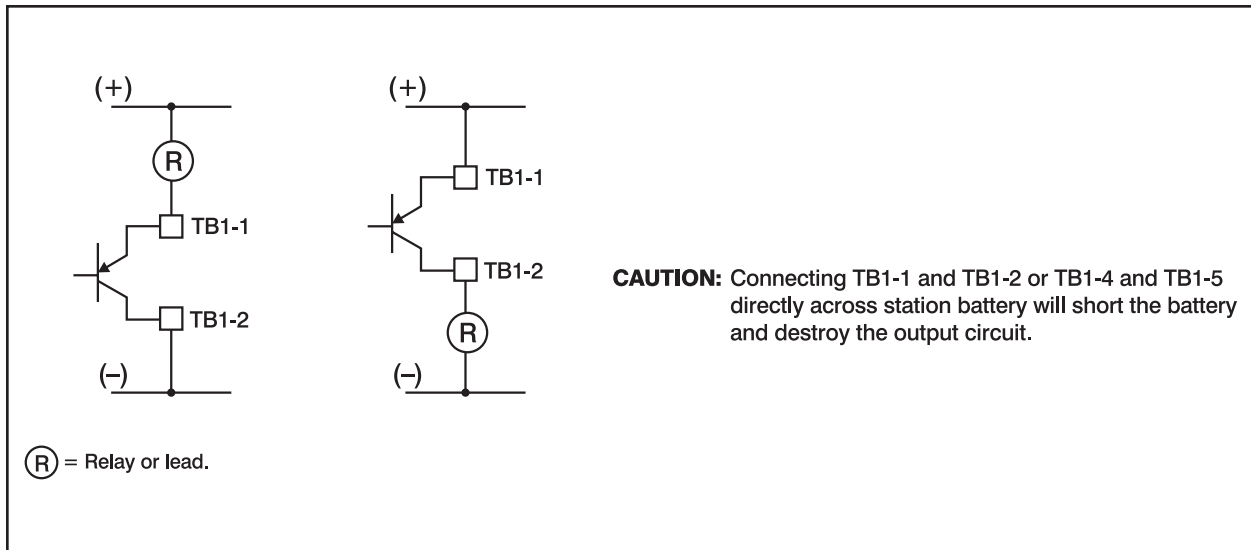 (+)
R
TB1-1
TB1-2
(–)
(+)
TB1-1
TB1-2
R
(–)
R = Relay or lead.
CAUTION: Connecting TB1-1 and TB1-2 or TB1-4 and TB1-5
directly across station battery will short the battery
and destroy the output circuit.